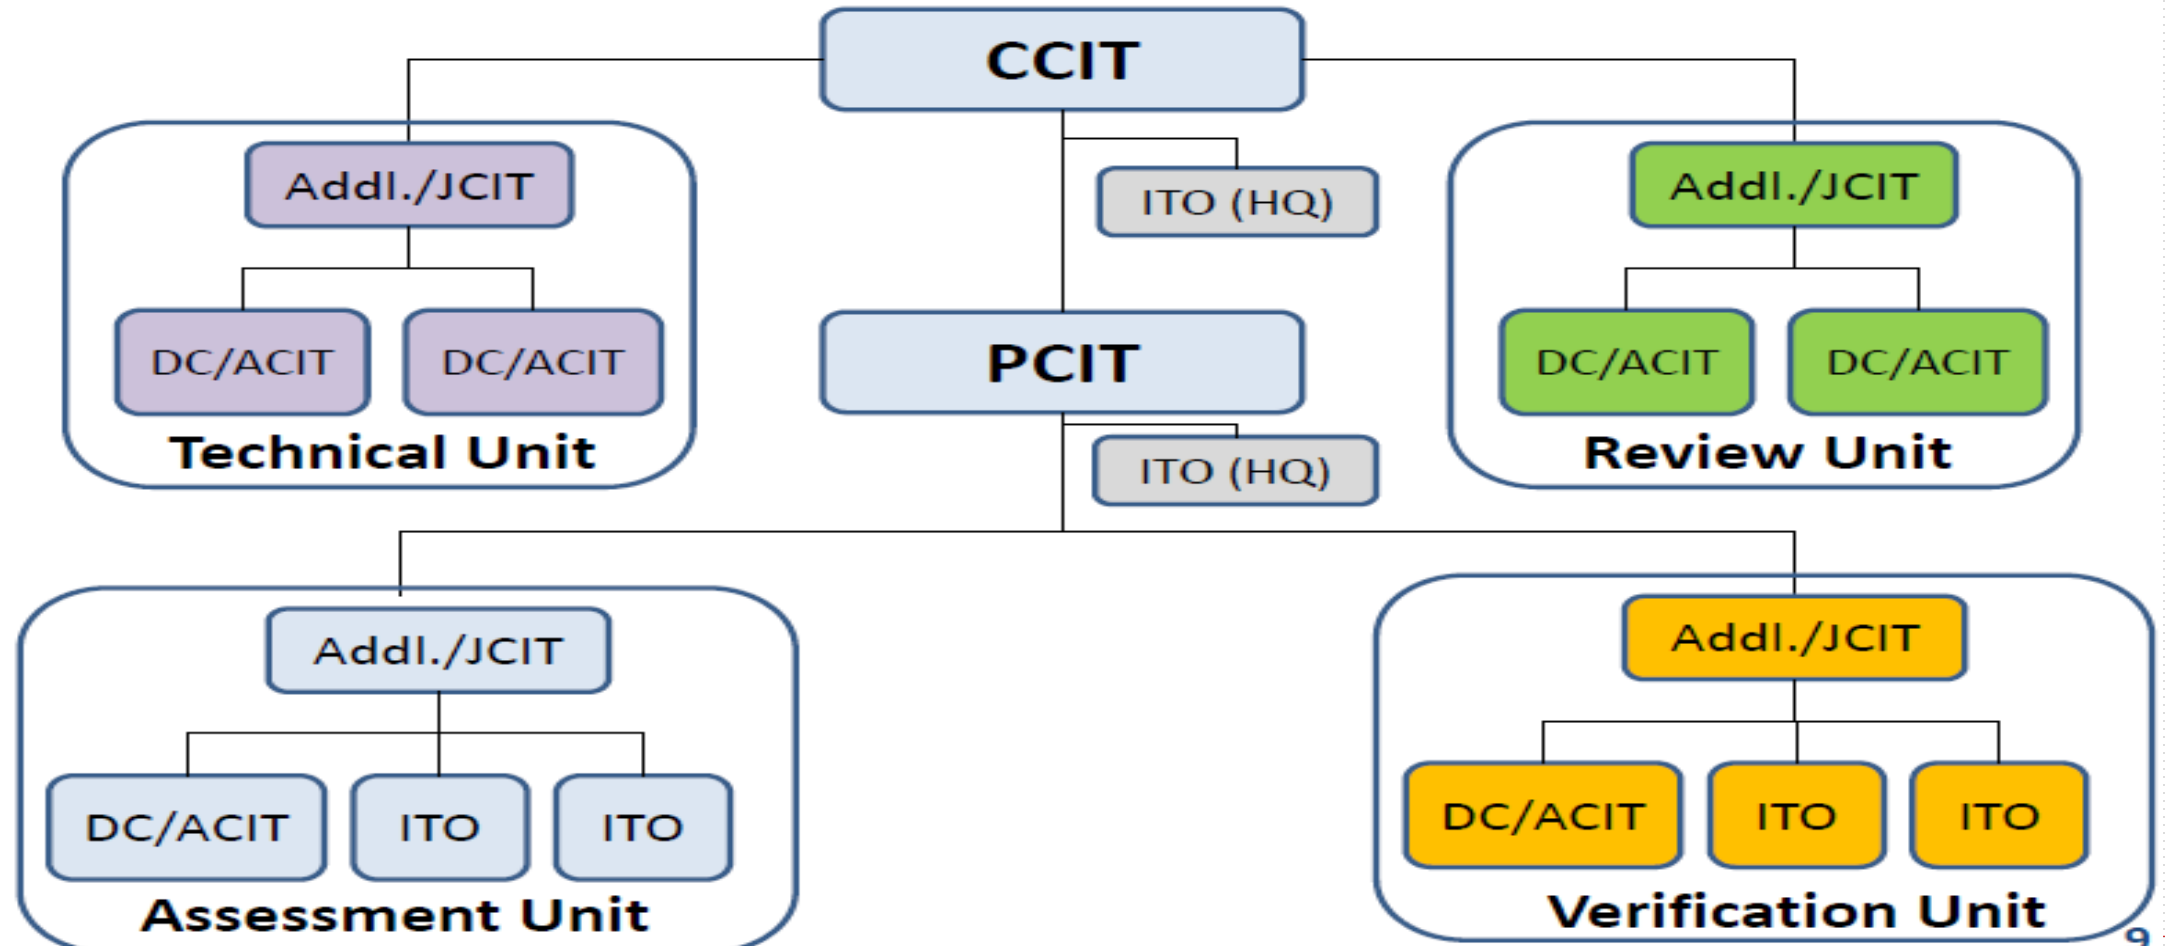 CCIT
Addl./JCIT
ITO (HQ)
Addl./JCIT
DC/ACIT
DC/ACIT
PCIT
DC/ACIT
DC/ACIT
Technical Unit
ITO (HQ)
Review Unit
Addl./JCIT
Addl./JCIT
DC/ACIT
ITO
ITO
DC/ACIT
ITO
ITO
Assessment Unit
Verification Unit
9